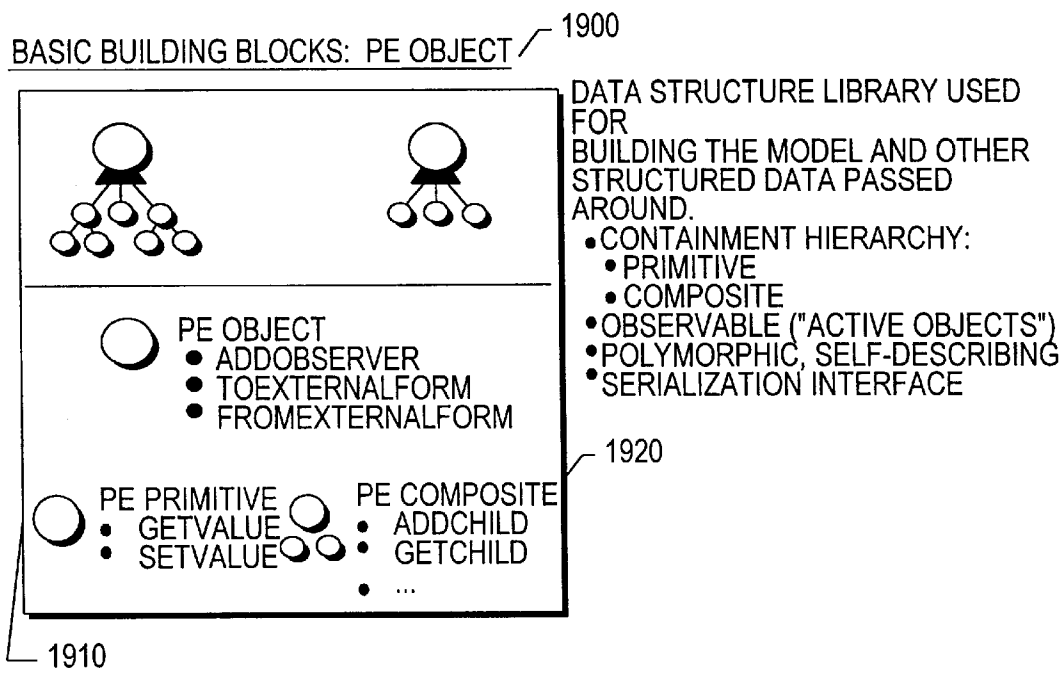 1900
BASIC BUILDING BLOCKS: PE OBJECT
DATA STRUCTURE LIBRARY USED
FOR
BUILDING THE MODEL AND OTHER
STRUCTURED DATA PASSED
AROUND.
•CONTAINMENT HIERARCHY:
•PRIMITIVE
•COMPOSITE
•OBSERVABLE ("ACTIVE OBJECTS")
•POLYMORPHIC, SELF-DESCRIBING
•SERIALIZATION INTERFACE
PE OBJECT
• ADDOBSERVER
• TOEXTERNALFORM
• FROMEXTERNALFORM
1920
PE PRIMITIVE
• GETVALUE
• SETVALUE
PE COMPOSITE
• ADDCHILD
• GETCHILD
• ...
1910